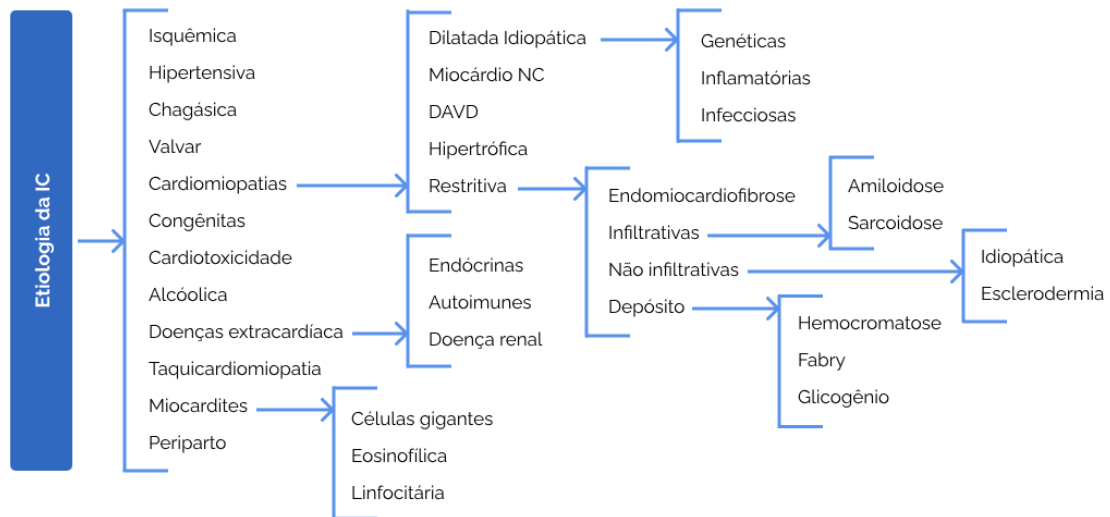 Etiologia da IC
Isquêmica
Hipertensiva
Chagásica
Valvar
Cardiomiopatias
Congênitas
Cardiotoxicidade
Alcóolica
Doenças extracardíaca
Taquicardiomiopatia
Miocardites
Periparto
Dilatada Idiopática
Miocárdio NC
DAVD
Hipertrófica
Restritiva
Genéticas
Inflamatórias
Infecciosas
Endomiocardiofibrose
Infiltrativas
Não infiltrativas
Depósito
Amiloidose
Sarcoidose
Idiopática
Esclerodermia
Hemocromatose
Fabry
Glicogênio
Endócrinas
Autoimunes
Doença renal
Células gigantes
Eosinofílica
Linfocitária